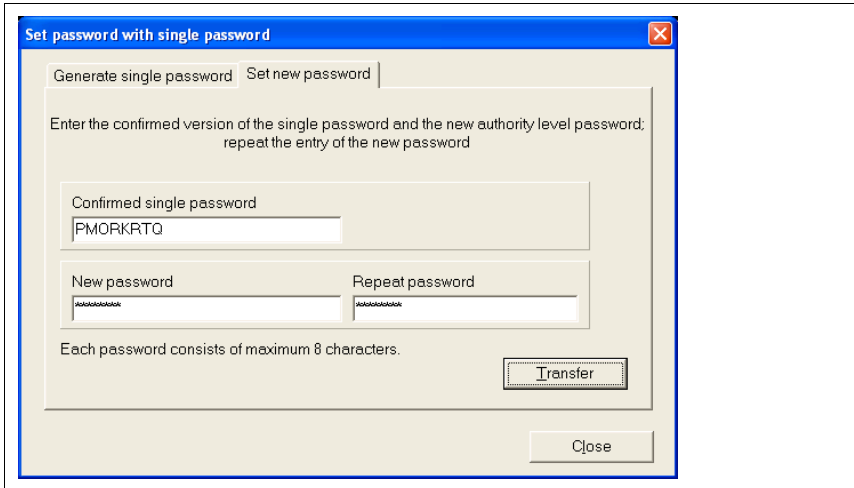 Set password with single password
Generate single password
Set new password
Enter the confirmed version of the single password and the new authority level password;
repeat the entry of the new password
Confirmed single password
PMORKRTQ
New password
Repeat password
********
********
Each password consists of maximum 8 characters.
Transfer
Close